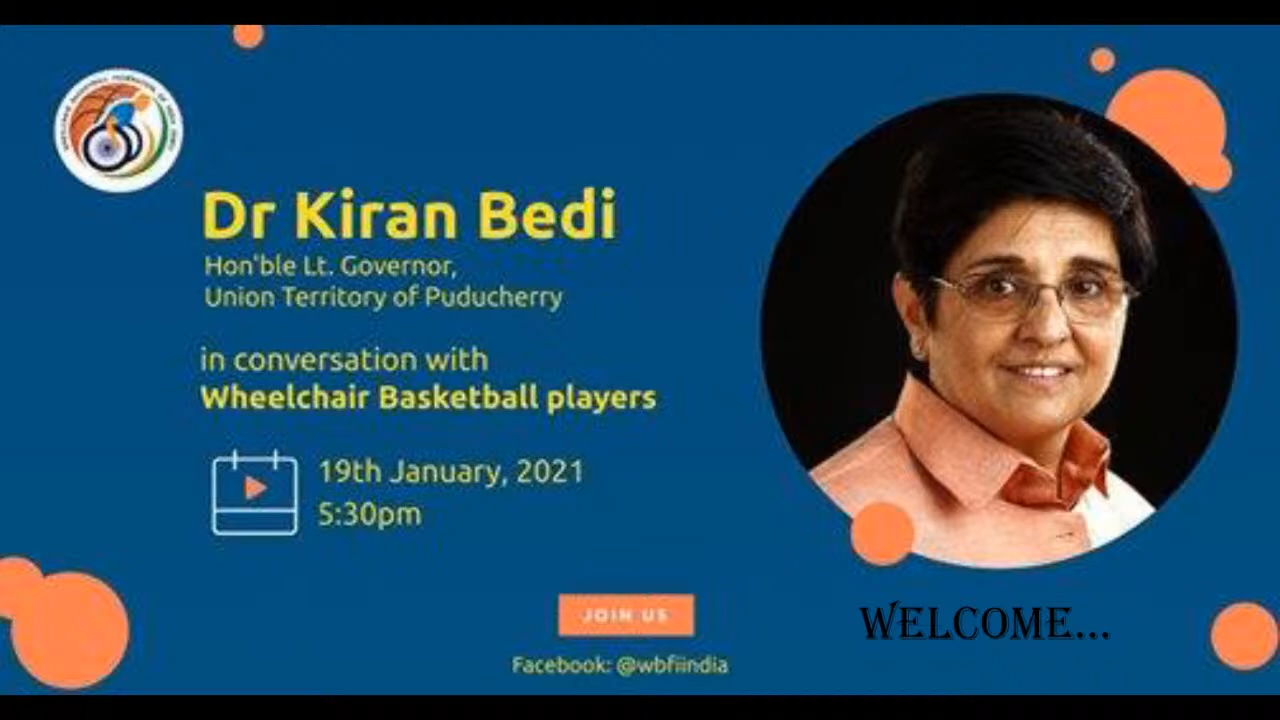 Dr Kiran Bedi
Hon'ble Lt. Governor,
Union Territory of Puducherry
in conversation with
Wheelchair Basketball players
19th January, 2021
5:30pm
JOIN US
WELCOME...
Facebook: @wbfiindia